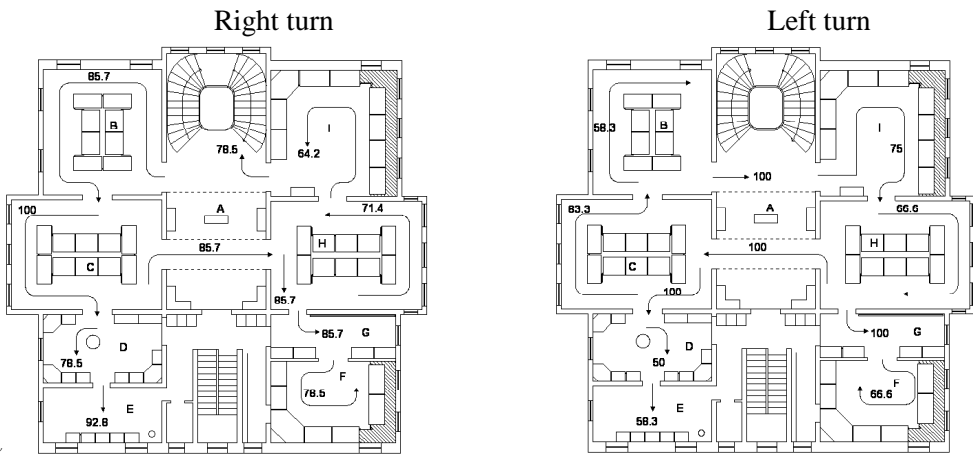 Right turn
Left turn
85.7
B
78.5
I
64.2
100
A
71.4
C
85.7
H
85.7
85.7
G
D
78.5
F
78.5
E
92.8
58.3
B
I
75
100
83.3
A
66.6
C
100
H
100
100
G
D
50
F
66.6
E
58.3